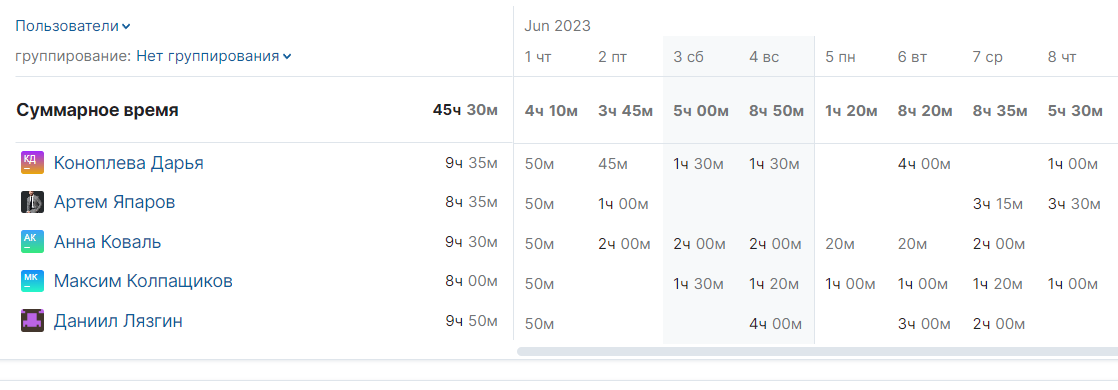 Пользователи Jun 2023
группирование: Нет группирования 1 чт 2 пт 3 сб 4 вс 5 пн 6 вт 7 ср 8 чт
Суммарное время 45ч 30м 4ч 10м 3ч 45м 5ч 00м 8ч 50м 1ч 20м 8ч 20м 8ч 35м 5ч 30м
КД Коноплева Дарья 9ч 35м 50м 45м 1ч 30м 1ч 30м 4ч 00м 1ч 00м
Артем Япаров 8ч 35м 50м 1ч 00м 3ч 15м 3ч 30м
АК Анна Коваль 9ч 30м 50м 2ч 00м 2ч 00м 2ч 00м 20м 20м 2ч 00м
МК Максим Колпащиков 8ч 00м 50м 1ч 30м 1ч 20м 1ч 00м 1ч 00м 1ч 20м 1ч 00м
Даниил Лязгин 9ч 50м 50м 4ч 00м 3ч 00м 2ч 00м